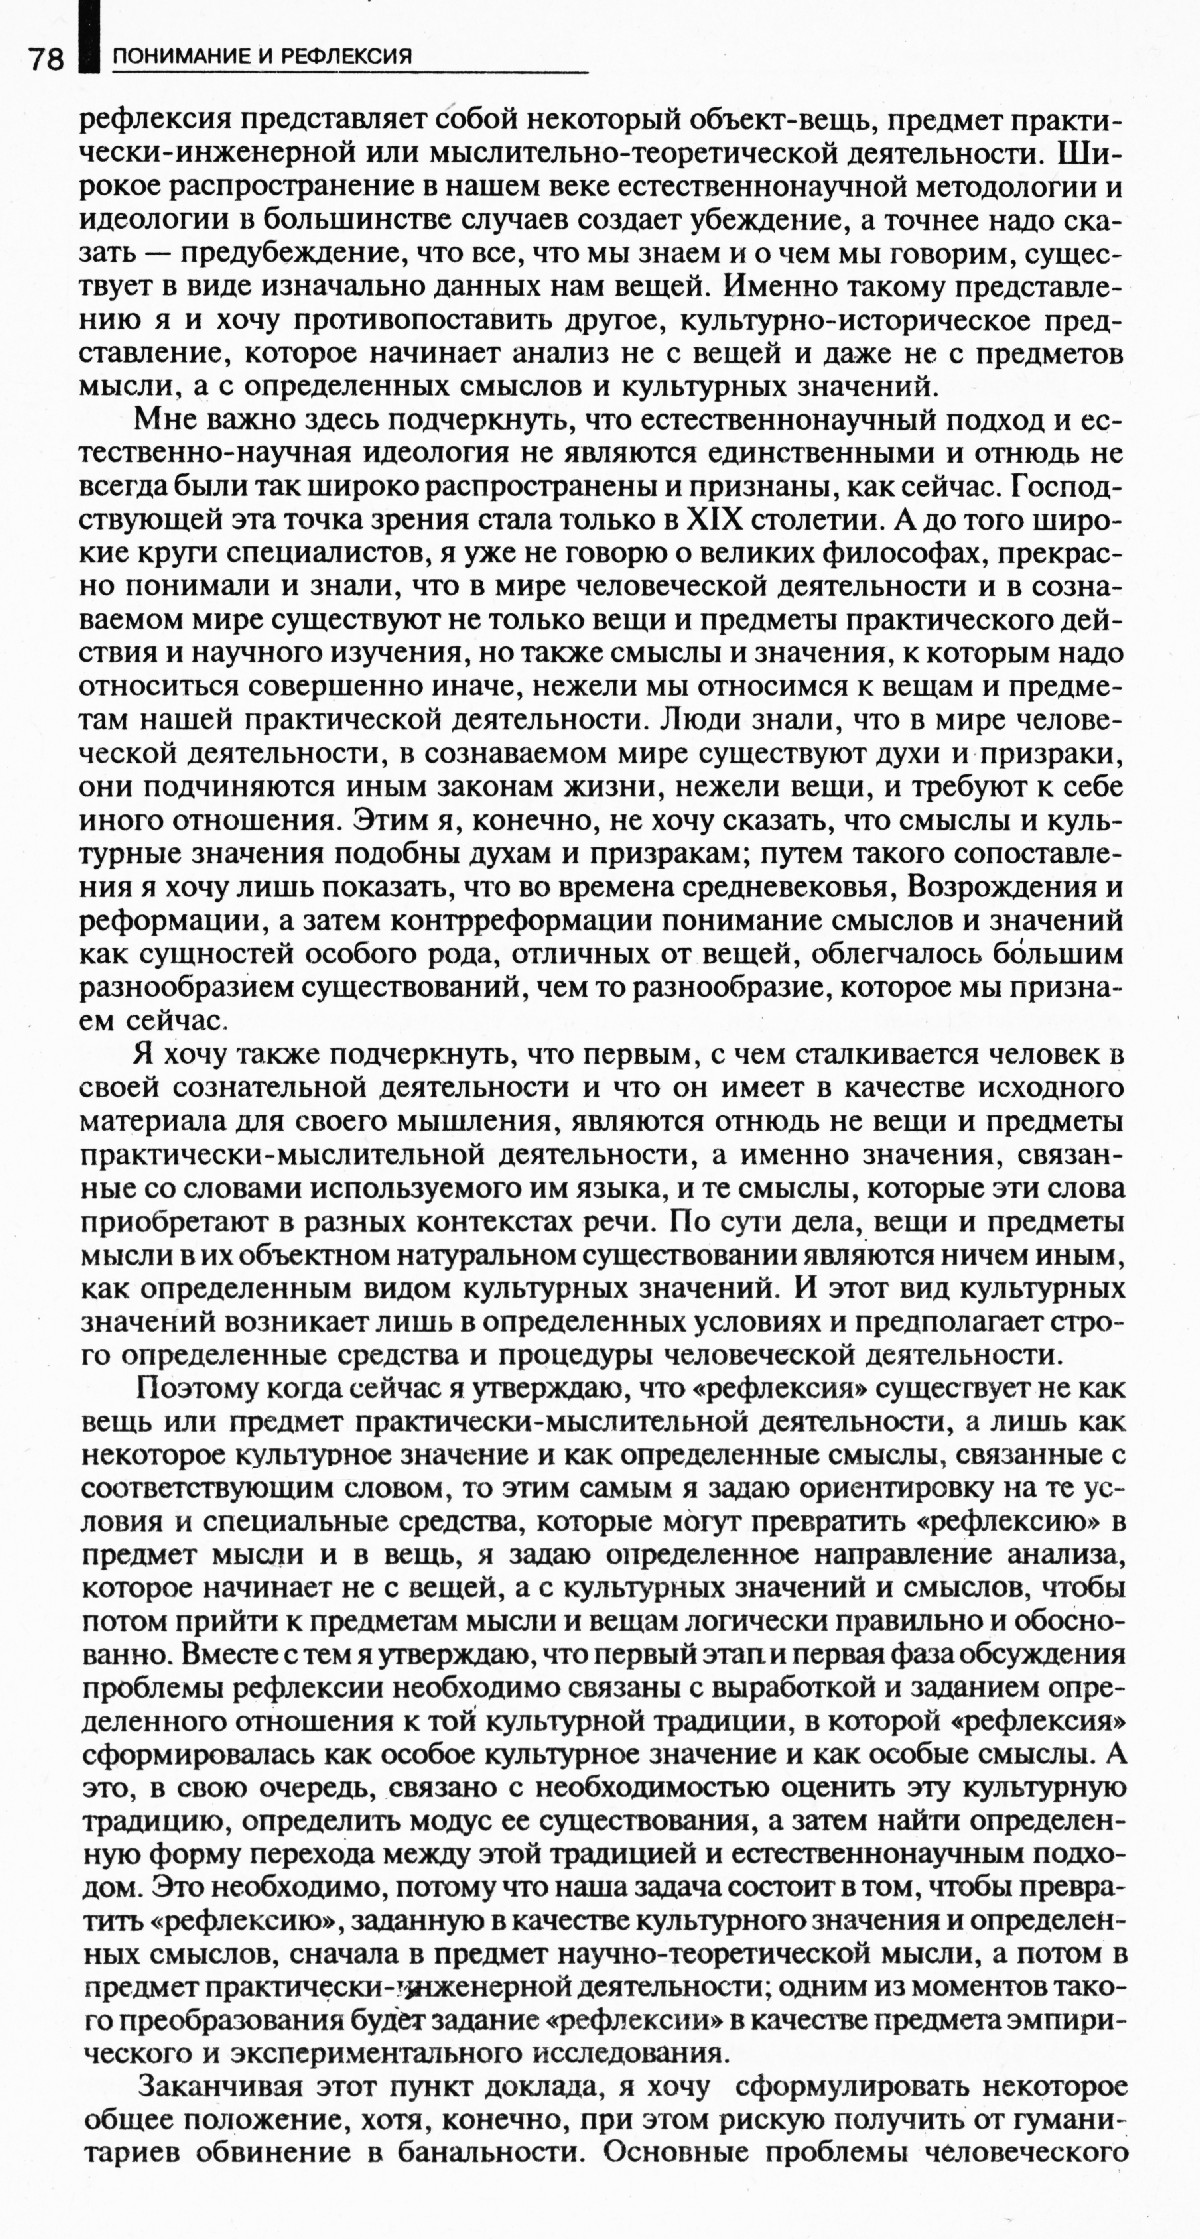 78 ПОНИМАНИЕ И РЕФЛЕКСИЯ
рефлексия представляет собой некоторый объект-вещь, предмет практи-
чески-инженерной или мыслительно-теоретической деятельности. Ши-
рокое распространение в нашем веке естественнонаучной методологии и
идеологии в большинстве случаев создает убеждение, а точнее надо ска-
зать — предубеждение, что все, что мы знаем и о чем мы говорим, сущес-
твует в виде изначально данных нам вещей. Именно такому представле-
нию я и хочу противопоставить другое, культурно-историческое пред-
ставление, которое начинает анализ не с вещей и даже не с предметов
мысли, а с определенных смыслов и культурных значений.
Мне важно здесь подчеркнуть, что естественнонаучный подход и ес-
тественно-научная идеология не являются единственными и отнюдь не
всегда были так широко распространены и признаны, как сейчас. Господ-
ствующей эта точка зрения стала только в XIX столетии. А до того широ-
кие круги специалистов, я уже не говорю о великих философах, прекрас-
но понимали и знали, что в мире человеческой деятельности и в созна-
ваемом мире существуют не только вещи и предметы практического дей-
ствия и научного изучения, но также смыслы и значения, к которым надо
относиться совершенно иначе, нежели мы относимся к вещам и предме-
там нашей практической деятельности. Люди знали, что в мире челове-
ческой деятельности, в сознаваемом мире существуют духи и призраки,
они подчиняются иным законам жизни, нежели вещи, и требуют к себе
иного отношения. Этим я, конечно, не хочу сказать, что смыслы и куль-
турные значения подобны духам и призракам; путем такого сопоставле-
ния я хочу лишь показать, что во времена средневековья, Возрождения и
реформации, а затем контрреформации понимание смыслов и значений
как сущностей особого рода, отличных от вещей, облегчалось бо́льшим
разнообразием существований, чем то разнообразие, которое мы призна-
ем сейчас.
Я хочу также подчеркнуть, что первым, с чем сталкивается человек в
своей сознательной деятельности и что он имеет в качестве исходного
материала для своего мышления, являются отнюдь не вещи и предметы
практически-мыслительной деятельности, а именно значения, связан-
ные со словами используемого им языка, и те смыслы, которые эти слова
приобретают в разных контекстах речи. По сути дела, вещи и предметы
мысли в их объектном натуральном существовании являются ничем иным,
как определенным видом культурных значений. И этот вид культурных
значений возникает лишь в определенных условиях и предполагает стро-
го определенные средства и процедуры человеческой деятельности.
Поэтому когда сейчас я утверждаю, что «рефлексия» существует не как
вещь или предмет практически-мыслительной деятельности, а лишь как
некоторое культурное значение и как определенные смыслы, связанные с
соответствующим словом, то этим самым я задаю ориентировку на те ус-
ловия и специальные средства, которые могут превратить «рефлексию» в
предмет мысли и в вещь, я задаю определенное направление анализа,
которое начинает не с вещей, а с культурных значений и смыслов, чтобы
потом прийти к предметам мысли и вещам логически правильно и обосно-
ванно. Вместе с тем я утверждаю, что первый этап и первая фаза обсуждения
проблемы рефлексии необходимо связаны с выработкой и заданием опре-
деленного отношения к той культурной традиции, в которой «рефлексия»
сформировалась как особое культурное значение и как особые смыслы. А
это, в свою очередь, связано с необходимостью оценить эту культурную
традицию, определить модус ее существования, а затем найти определен-
ную форму перехода между этой традицией и естественнонаучным подхо-
дом. Это необходимо, потому что наша задача состоит в том, чтобы превра-
тить «рефлексию», заданную в качестве культурного значения и определен-
ных смыслов, сначала в предмет научно-теоретической мысли, а потом в
предмет практически-инженерной деятельности; одним из моментов тако-
го преобразования будет задание «рефлексии» в качестве предмета эмпири-
ческого и экспериментального исследования.
Заканчивая этот пункт доклада, я хочу сформулировать некоторое
общее положение, хотя, конечно, при этом рискую получить от гумани-
тариев обвинение в банальности. Основные проблемы человеческого